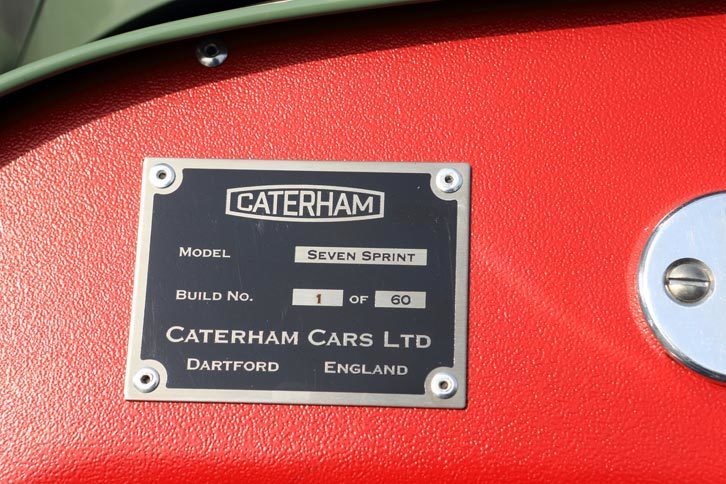 CATERHAM
MODEL SEVEN SPRINT
BUILD NO. 1 OF 60
CATERHAM CARS LTD
DARTFORD ENGLAND